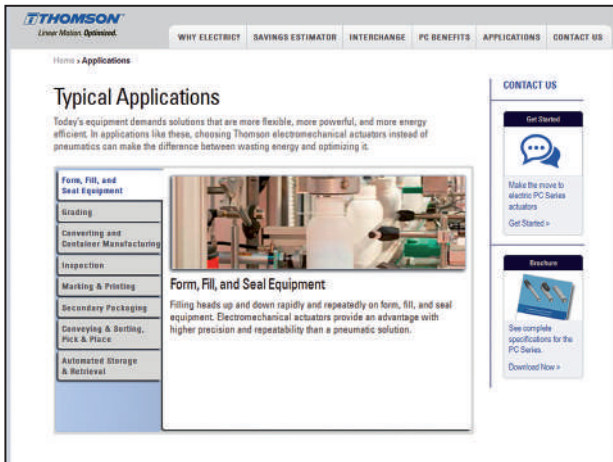 THOMSON
Linear Motion. Optimized.
WHY ELECTRIC? SAVINGS ESTIMATOR INTERCHANGE PC BENEFITS APPLICATIONS CONTACT US
Home › Applications
Typical Applications
Today's equipment demands solutions that are more flexible, more powerful, and more energy
efficient. In applications like these, choosing Thomson electromechanical actuators instead of
pneumatics can make the difference between wasting energy and optimizing it.
Form, Fill, and
Seal Equipment
Grading
Converting and
Container Manufacturing
Inspection
Marking & Printing
Secondary Packaging
Conveying & Sorting,
Pick & Place
Automated Storage
& Retrieval
Form, Fill, and Seal Equipment
Filling heads up and down rapidly and repeatedly on form, fill, and seal
equipment. Electromechanical actuators provide an advantage with
higher precision and repeatability than a pneumatic solution.
CONTACT US
Get Started
Make the move to
electric PC Series
actuators
Get Started >
Brochure
See complete
specifications for the
PC Series.
Download Now >